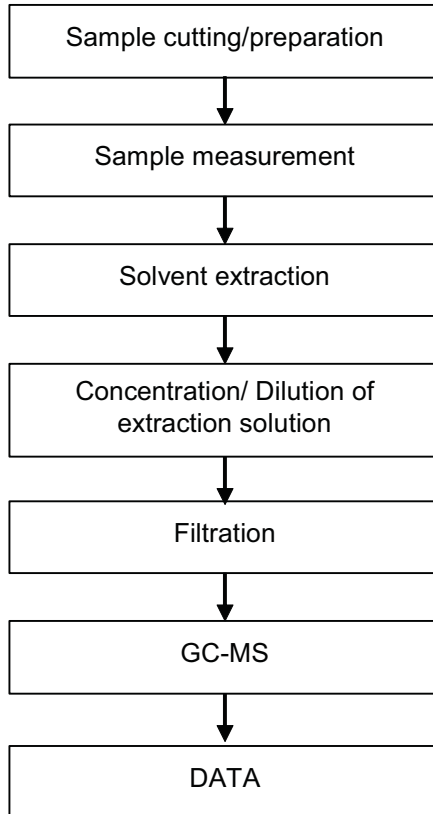 Sample cutting/preparation
Sample measurement
Solvent extraction
Concentration/ Dilution of
extraction solution
Filtration
GC-MS
DATA